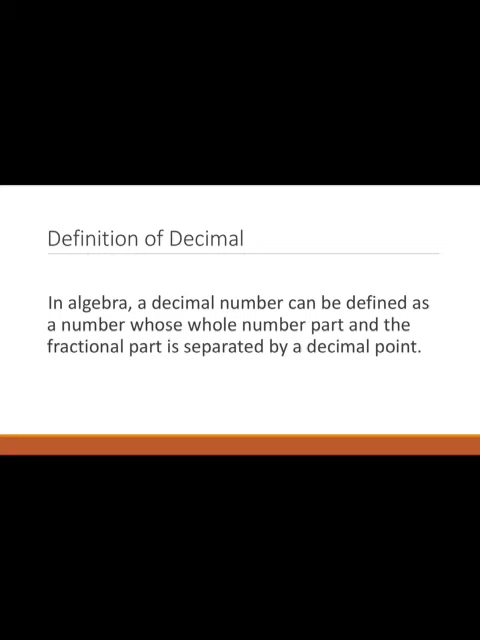 Definition of Decimal
In algebra, a decimal number can be defined as
a number whose whole number part and the
fractional part is separated by a decimal point.